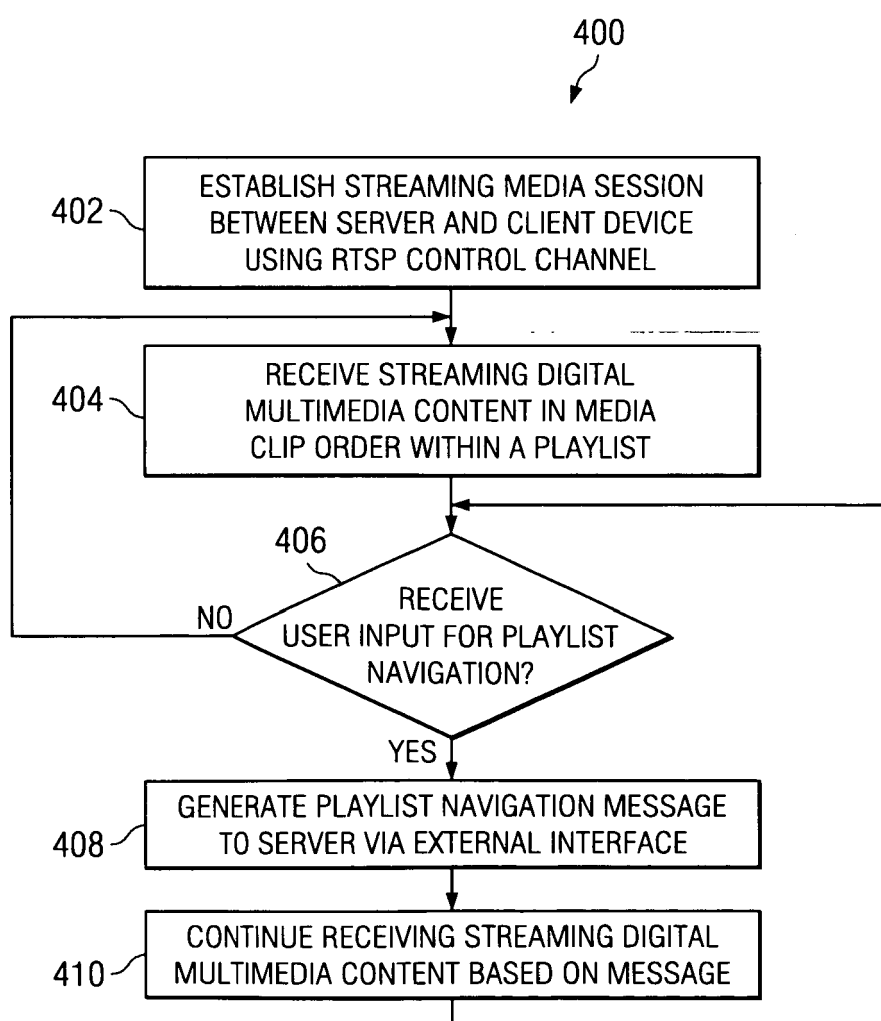 400
402
ESTABLISH STREAMING MEDIA SESSION
BETWEEN SERVER AND CLIENT DEVICE
USING RTSP CONTROL CHANNEL
404
RECEIVE STREAMING DIGITAL
MULTIMEDIA CONTENT IN MEDIA
CLIP ORDER WITHIN A PLAYLIST
406
RECEIVE
USER INPUT FOR PLAYLIST
NAVIGATION?
NO
YES
408
GENERATE PLAYLIST NAVIGATION MESSAGE
TO SERVER VIA EXTERNAL INTERFACE
410
CONTINUE RECEIVING STREAMING DIGITAL
MULTIMEDIA CONTENT BASED ON MESSAGE